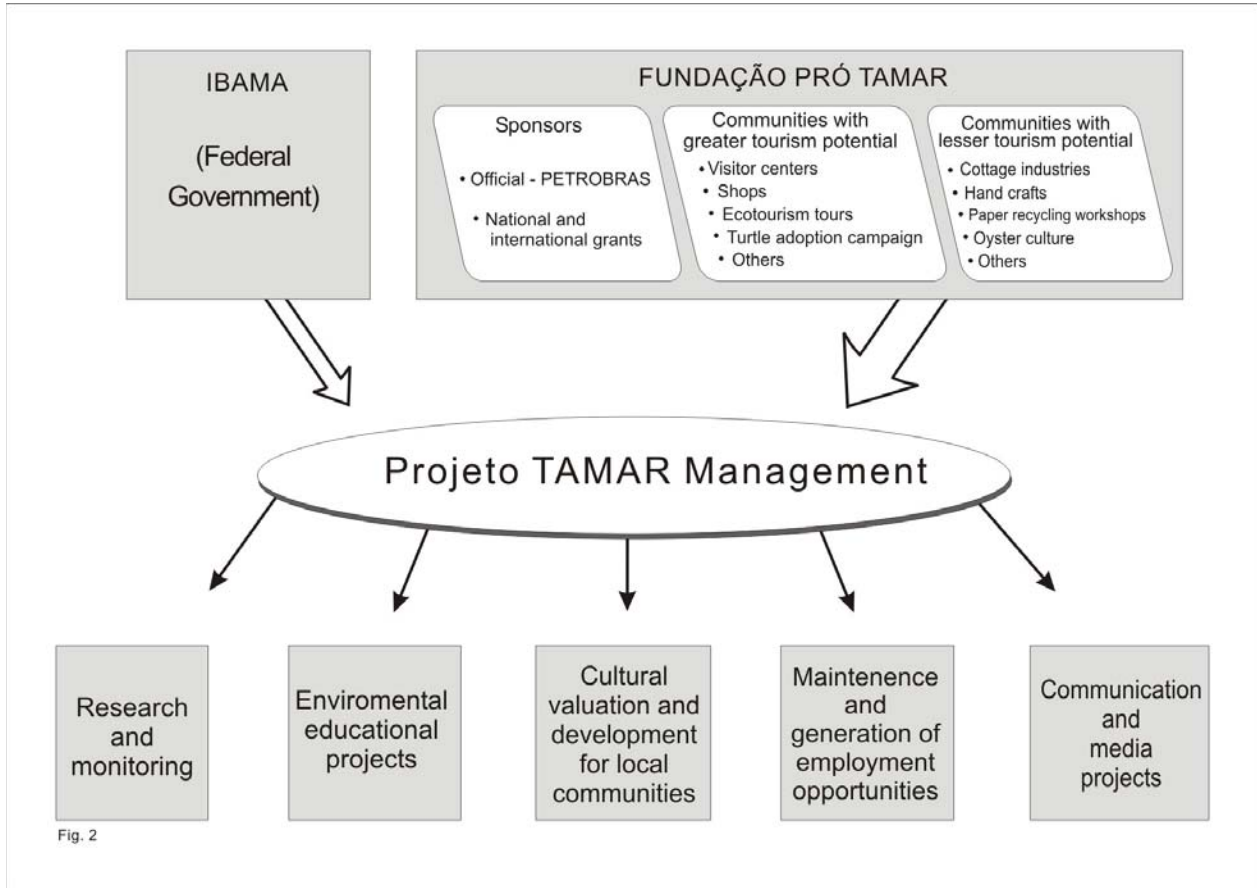 IBAMA
(Federal
Government)
FUNDAÇÃO PRÓ TAMAR
Sponsors
• Official - PETROBRAS
• National and
international grants
Communities with
greater tourism potential
• Visitor centers
• Shops
• Ecotourism tours
• Turtle adoption campaign
• Others
Communities with
lesser tourism potential
• Cottage industries
• Hand crafts
• Paper recycling workshops
• Oyster culture
• Others
Projeto TAMAR Management
Research
and
monitoring
Enviromental
educational
projects
Cultural
valuation and
development
for local
communities
Maintenence
and
generation of
employment
opportunities
Communication
and
media
projects
Fig. 2